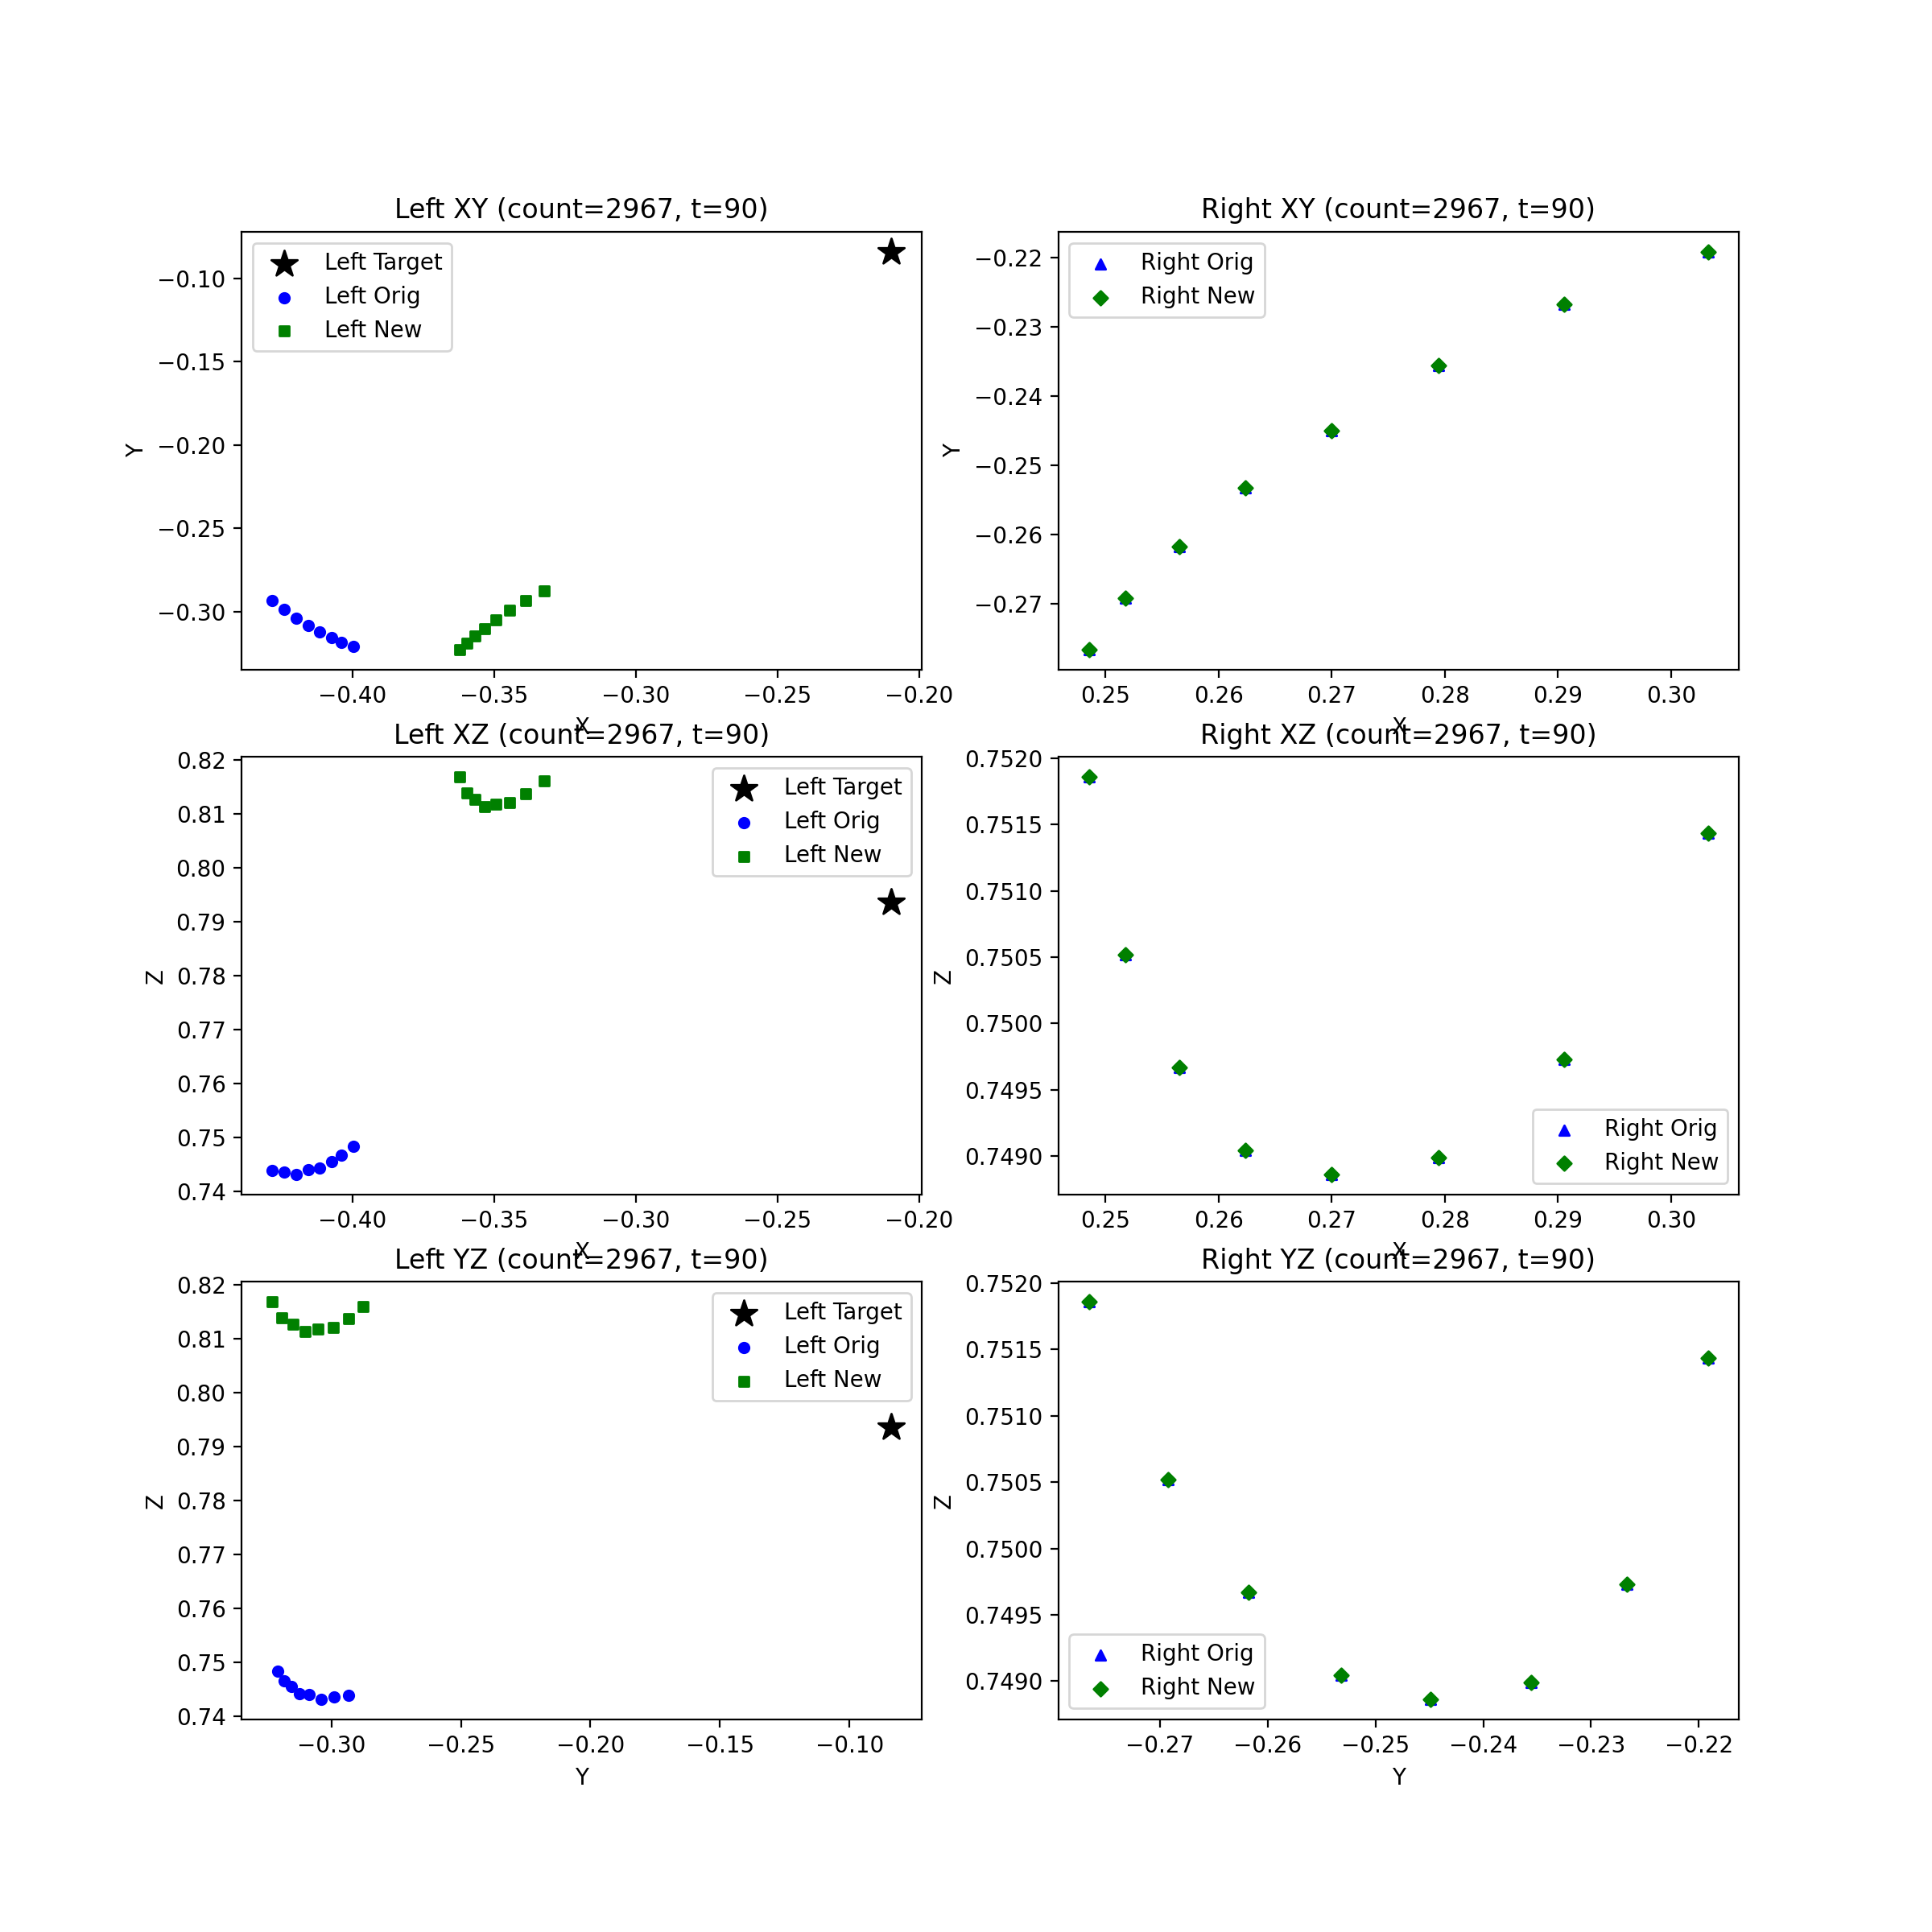 Left XY (count=2967, t=90)
Left Target
Left Orig
Left New
−0.10
−0.15
−0.20
−0.25
−0.30
Y
−0.40
−0.35
−0.30
−0.25
−0.20
X
Right XY (count=2967, t=90)
Right Orig
Right New
−0.22
−0.23
−0.24
−0.25
−0.26
−0.27
Y
0.25
0.26
0.27
0.28
0.29
0.30
X
Left XZ (count=2967, t=90)
Left Target
Left Orig
Left New
0.82
0.81
0.80
0.79
0.78
0.77
0.76
0.75
0.74
Z
−0.40
−0.35
−0.30
−0.25
−0.20
X
Right XZ (count=2967, t=90)
0.7520
0.7515
0.7510
0.7505
0.7500
0.7495
0.7490
Z
Right Orig
Right New
0.25
0.26
0.27
0.28
0.29
0.30
X
Left YZ (count=2967, t=90)
Left Target
Left Orig
Left New
0.82
0.81
0.80
0.79
0.78
0.77
0.76
0.75
0.74
Z
−0.30
−0.25
−0.20
−0.15
−0.10
Y
Right YZ (count=2967, t=90)
0.7520
0.7515
0.7510
0.7505
0.7500
0.7495
0.7490
Z
Right Orig
Right New
−0.27
−0.26
−0.25
−0.24
−0.23
−0.22
Y